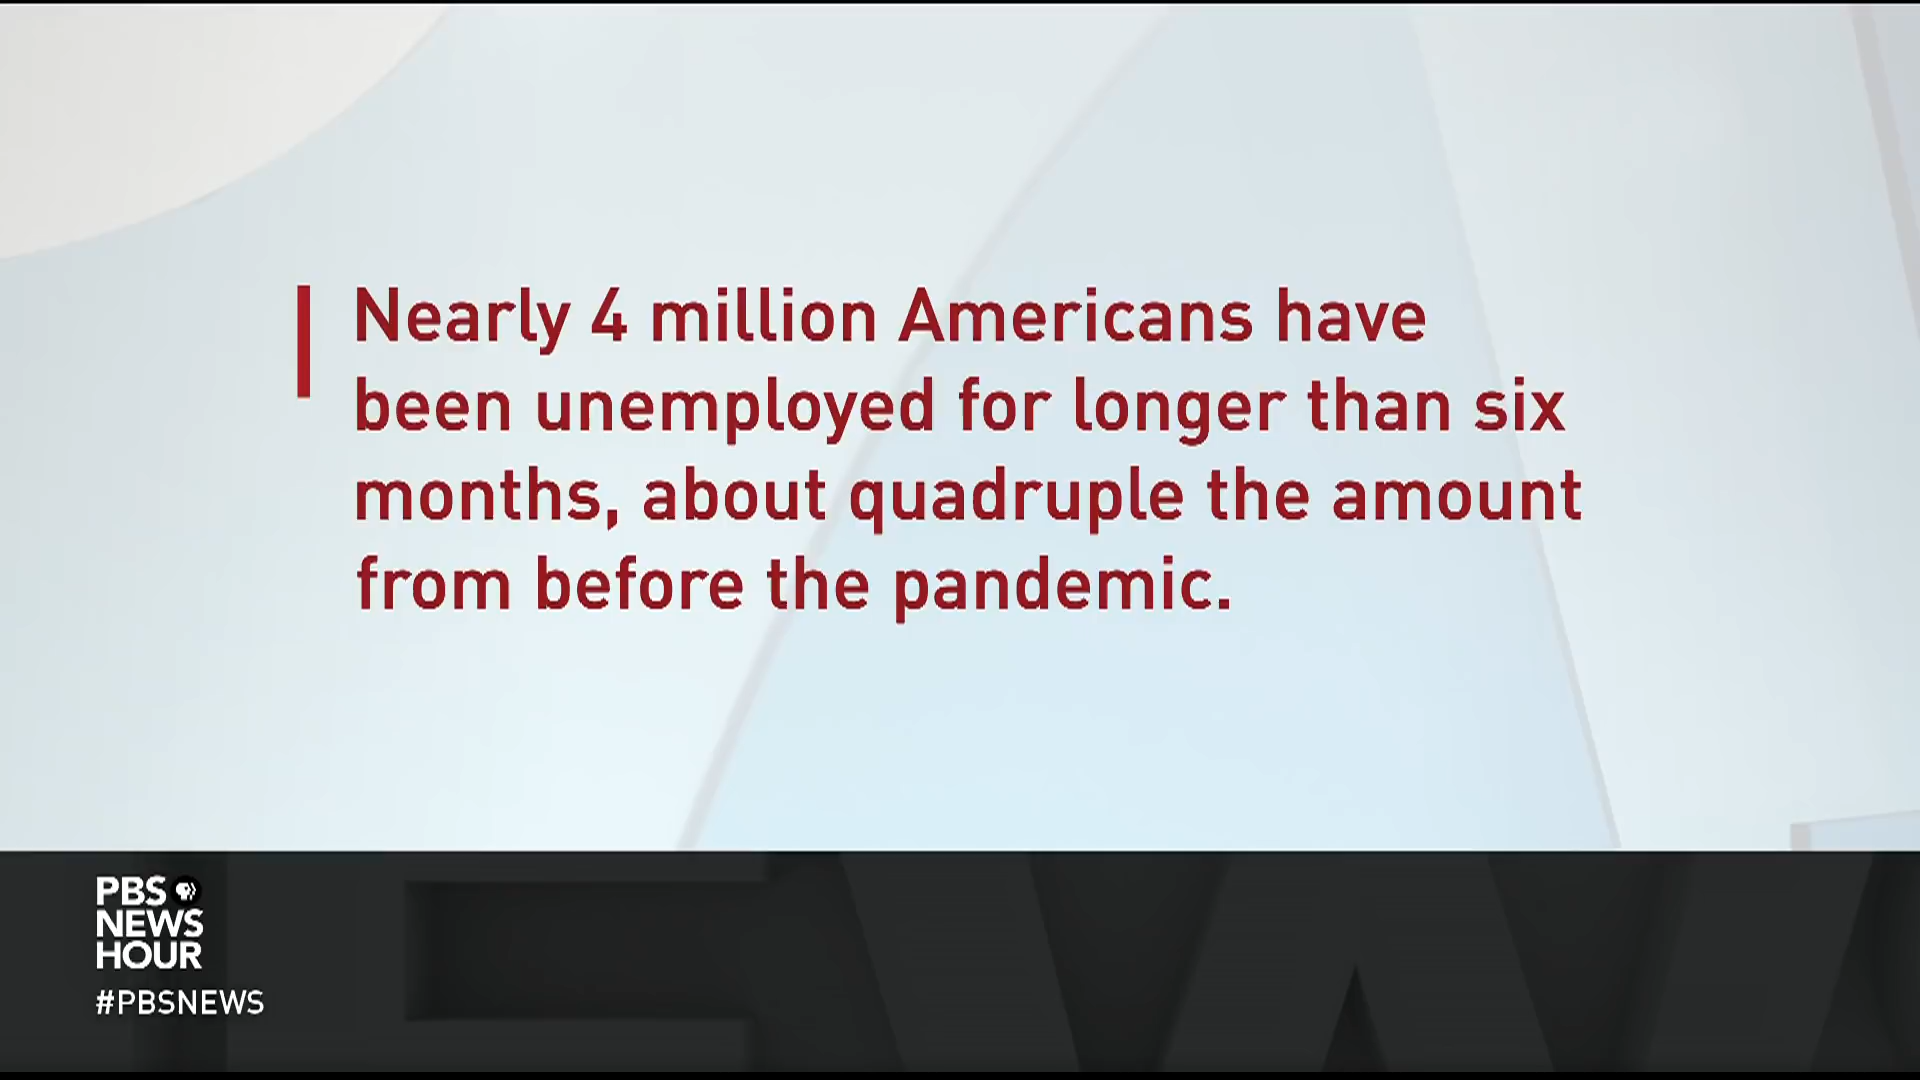 Nearly 4 million Americans have
been unemployed for longer than six
months, about quadruple the amount
from before the pandemic.
PBS
NEWS
HOUR
#PBSNEWS